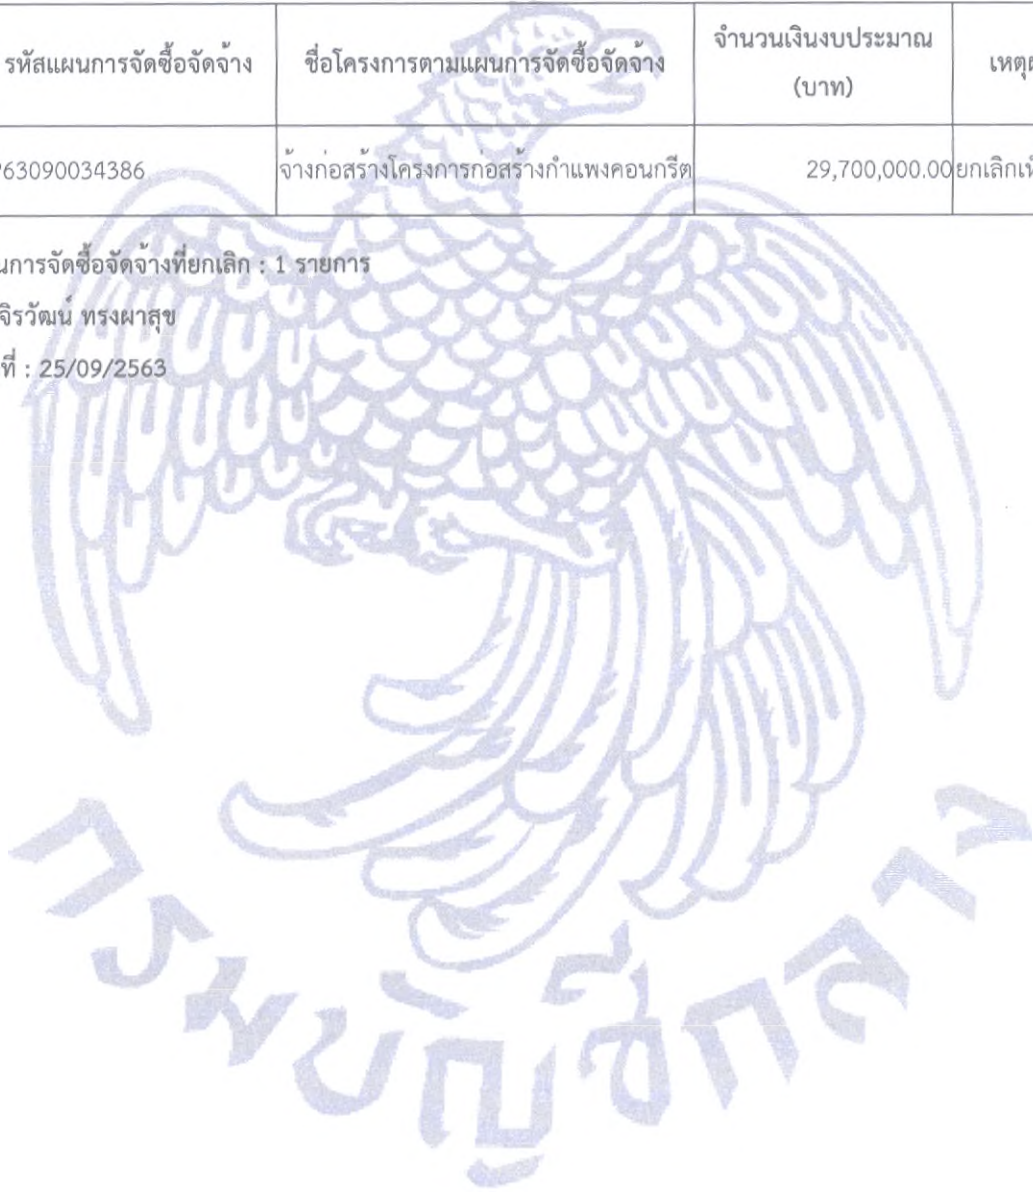 รหัสแผนการจัดซื้อจัดจ้าง
ชื่อโครงการตามแผนการจัดซื้อจัดจ้าง
จำนวนเงินงบประมาณ
(บาท)
63090034386
จ้างก่อสร้างโครงการก่อสร้างกำแพงคอนกรีต
29,700,000.00
ยกเลิก
นการจัดซื้อจัดจ้างที่ยกเลิก : 1 รายการ
จิรวัฒน์ ทรงผาสุข
ที่ : 25/09/2563
กรมบัญชีกลาง